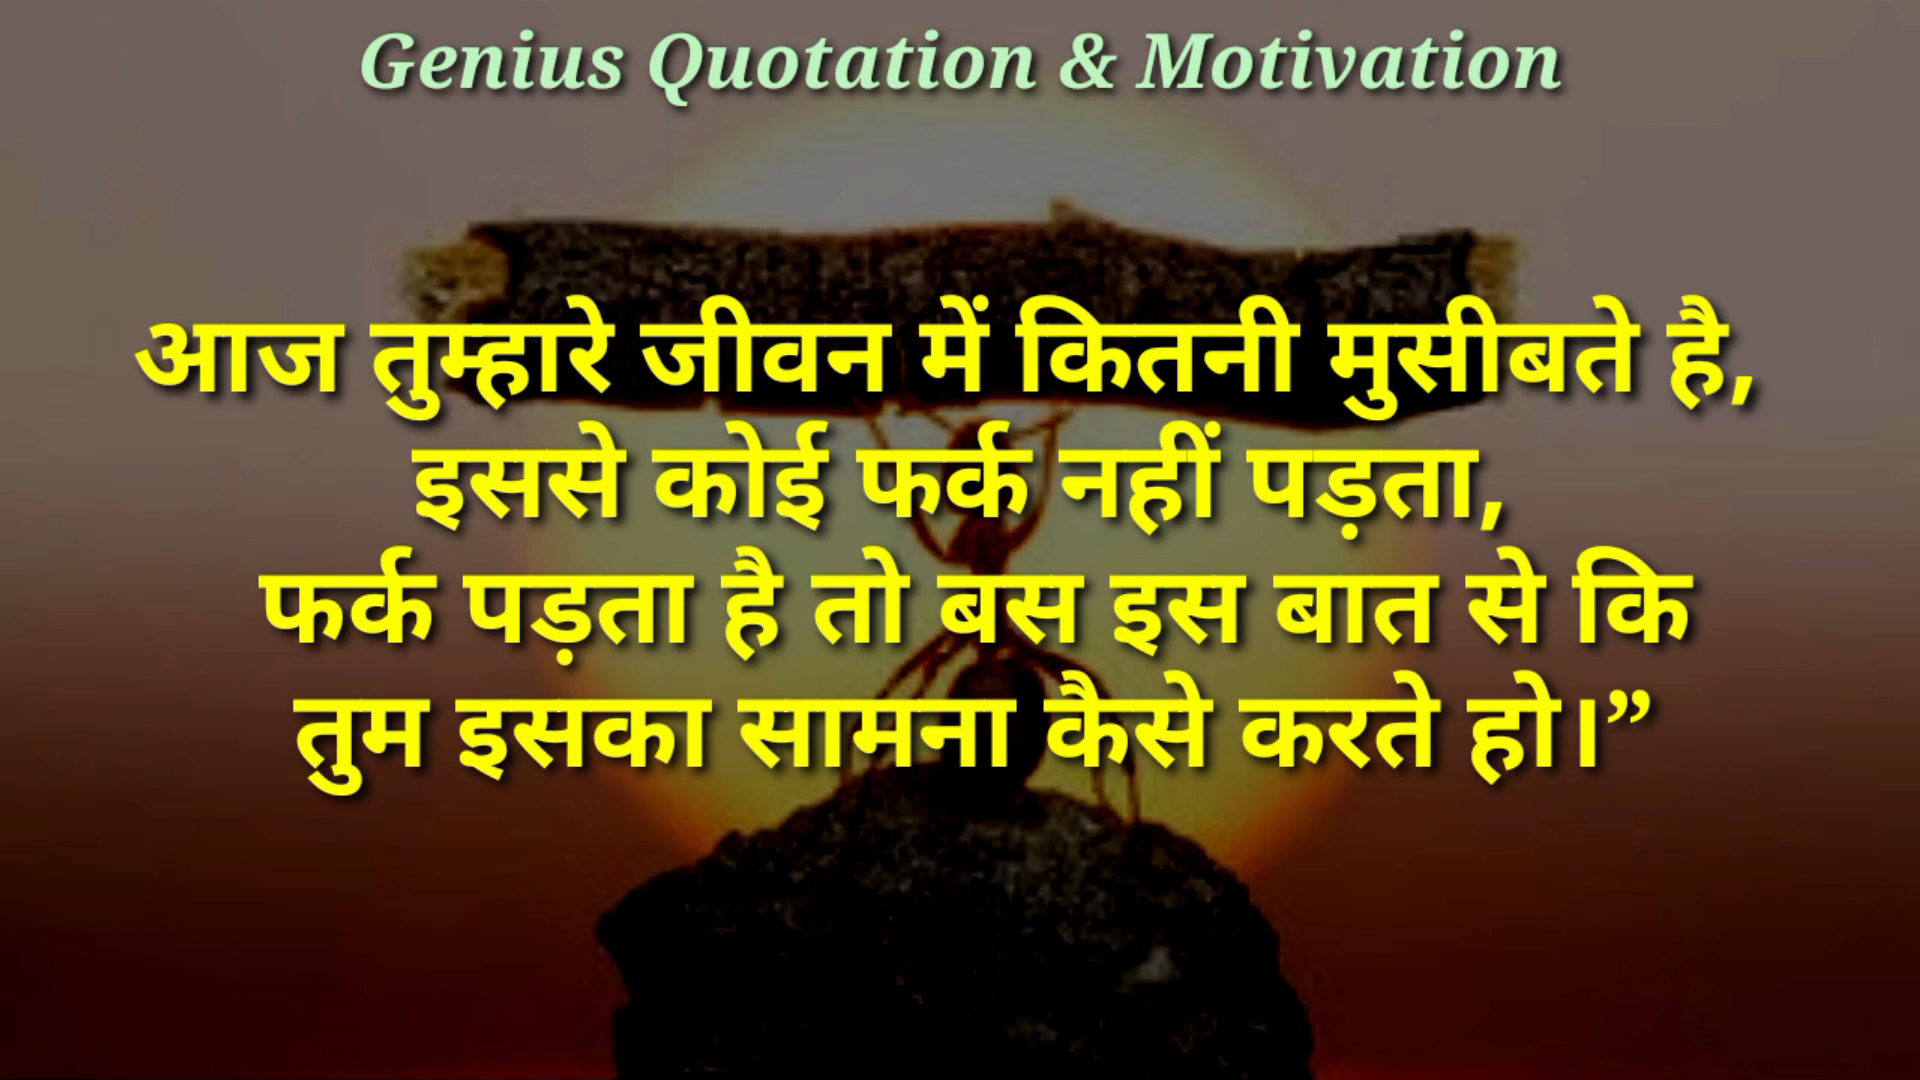 Genius Quotation & Motivation
आज तुम्हारे जीवन में कितनी मुसीबते है,
इससे कोई फर्क नहीं पड़ता,
फर्क पड़ता है तो बस इस बात से कि
तुम इसका सामना कैसे करते हो।”